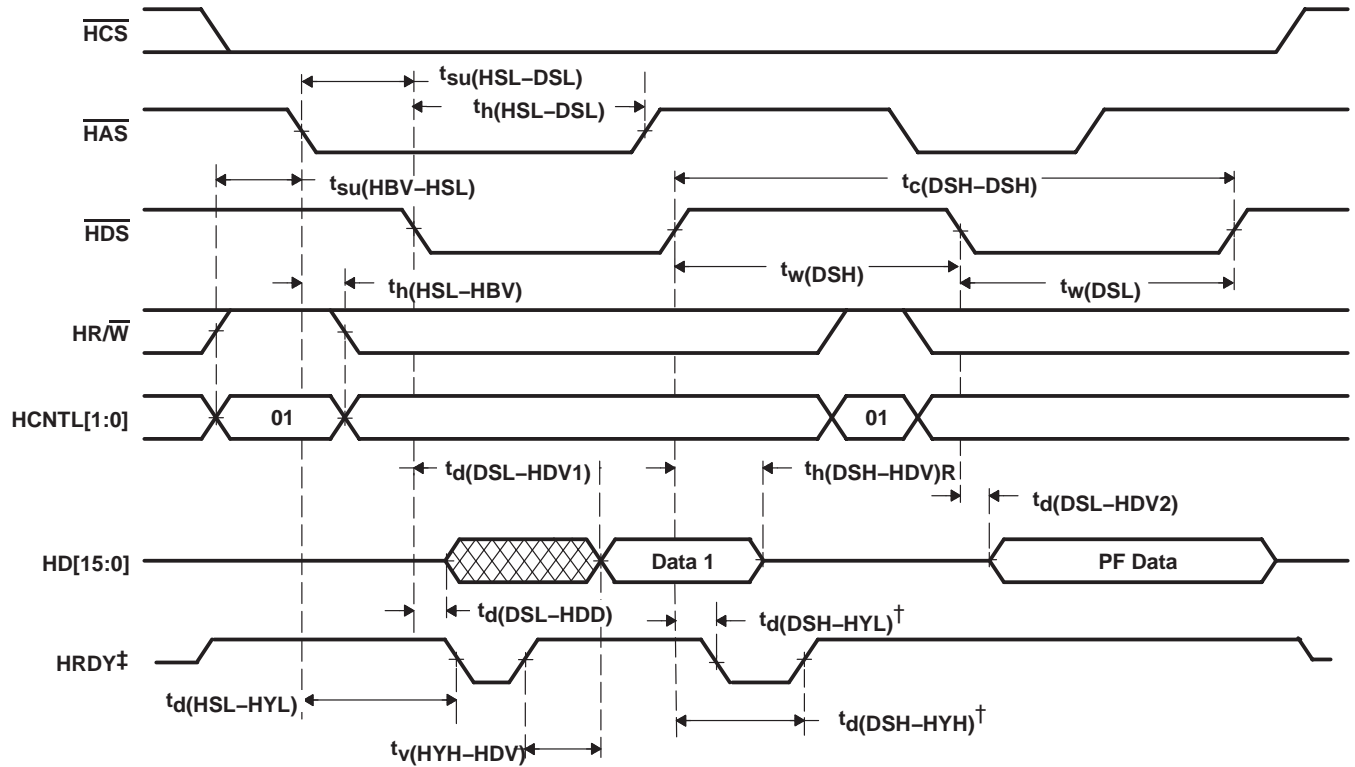 HCS
tsu(HSL–DSL)
th(HSL–DSL)
HAS
tsu(HBV–HSL)
tc(DSH–DSH)
HDS
tw(DSH)
tw(DSL)
th(HSL–HBV)
HR/W
HCNTL[1:0]
01
01
td(DSL–HDV1)
th(DSH–HDV)R
td(DSL–HDV2)
HD[15:0]
Data 1
PF Data
td(DSL–HDD)
td(DSH–HYL)†
HRDY‡
td(HSL–HYL)
td(DSH–HYH)†
tv(HYH–HDV)